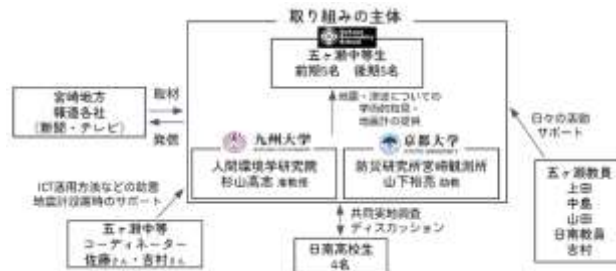 取り組みの主体
五ヶ瀬中等生
前期5名 後期5名
宮崎地方
報道各社
(新聞・テレビ)
取材
発信
地震・津波についての
学術的知見・
地震計の提供
九州大学
人間環境学研究院
杉山高志 准教授
京都大学
防災研究所宮崎観測所
山下裕亮 助教
日々の活動
サポート
ICT活用方法などの助言
地震計設置時のサポート
五ヶ瀬中等
コーディネーター
佐藤さん・吉村さん
共同実地調査
ディスカッション
日南高校生
4名
五ヶ瀬教員
上田
中島
山田
日南教員
吉村